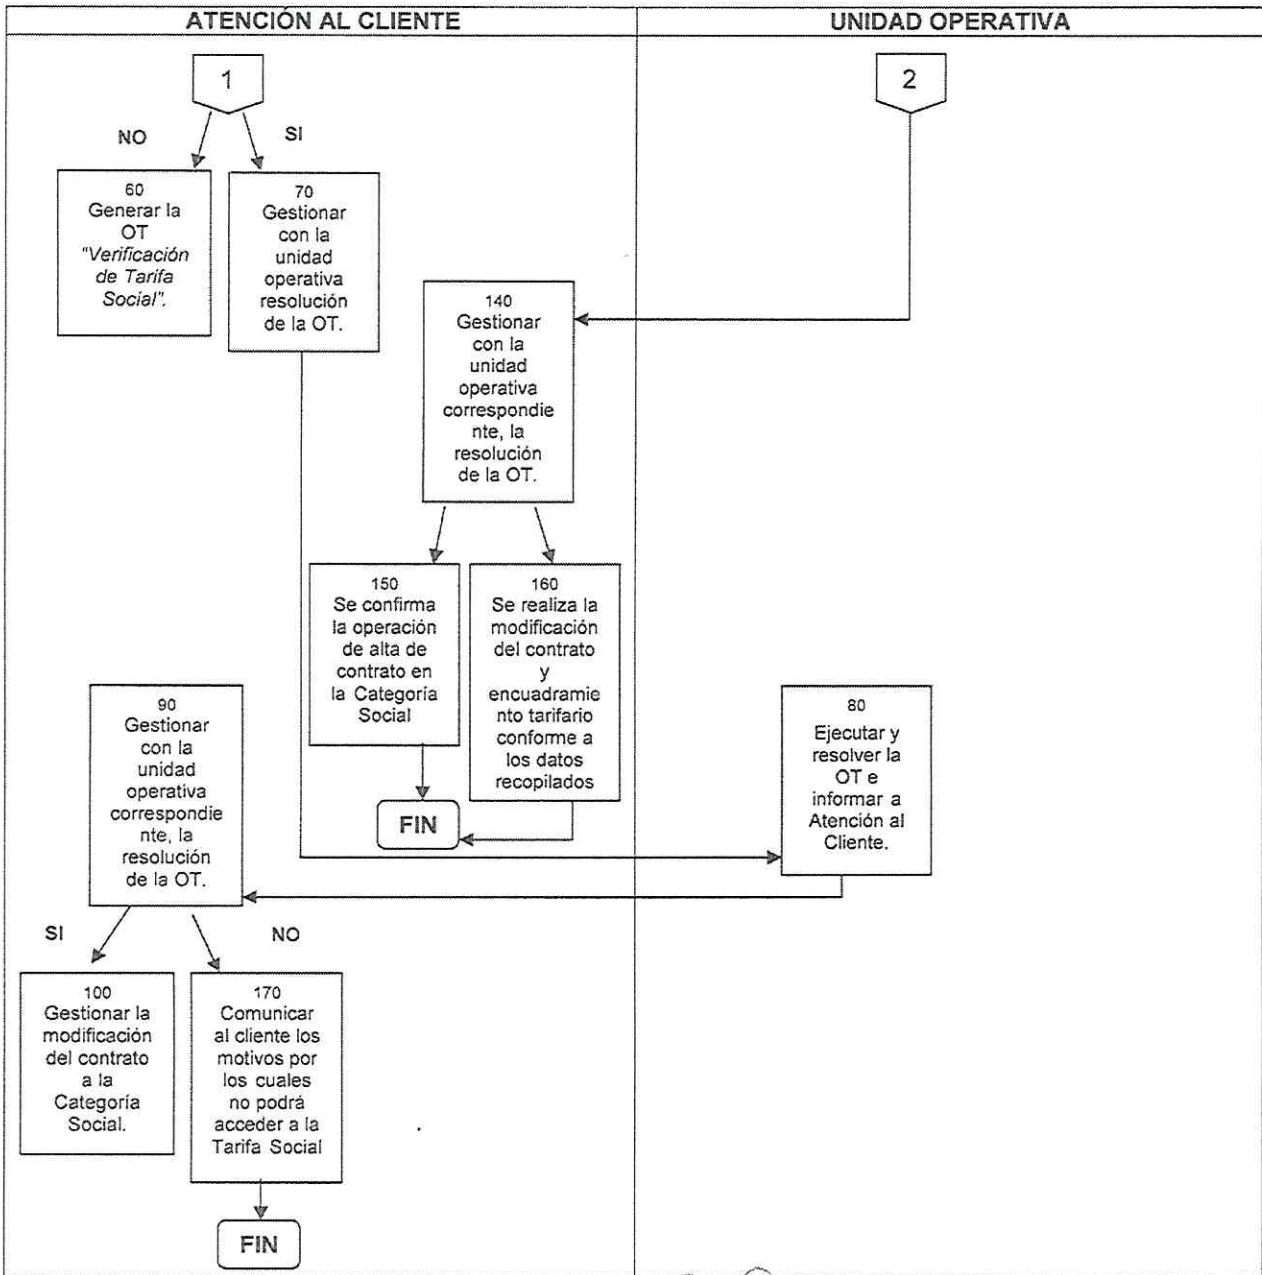 ATENCIÓN AL CLIENTE
UNIDAD OPERATIVA
1
2
NO
SI
60
Generar la
OT
"Verificación
de Tarifa
Social".
70
Gestionar
con la
unidad
operativa
resolución
de la OT.
140
Gestionar
con la
unidad
operativa
correspondie
nte, la
resolución
de la OT.
150
Se confirma
la operación
de alta de
contrato en
la Categoría
Social
160
Se realiza la
modificación
del contrato
y
encuadramie
nto tarifario
conforme a
los datos
recopilados
FIN
80
Ejecutar y
resolver la
OT e
informar a
Atención al
Cliente.
90
Gestionar
con la
unidad
operativa
correspondie
nte, la
resolución
de la OT.
SI
NO
100
Gestionar la
modificación
del contrato
a la
Categoría
Social.
170
Comunicar
al cliente los
motivos por
los cuales
no podrá
acceder a la
Tarifa Social
FIN